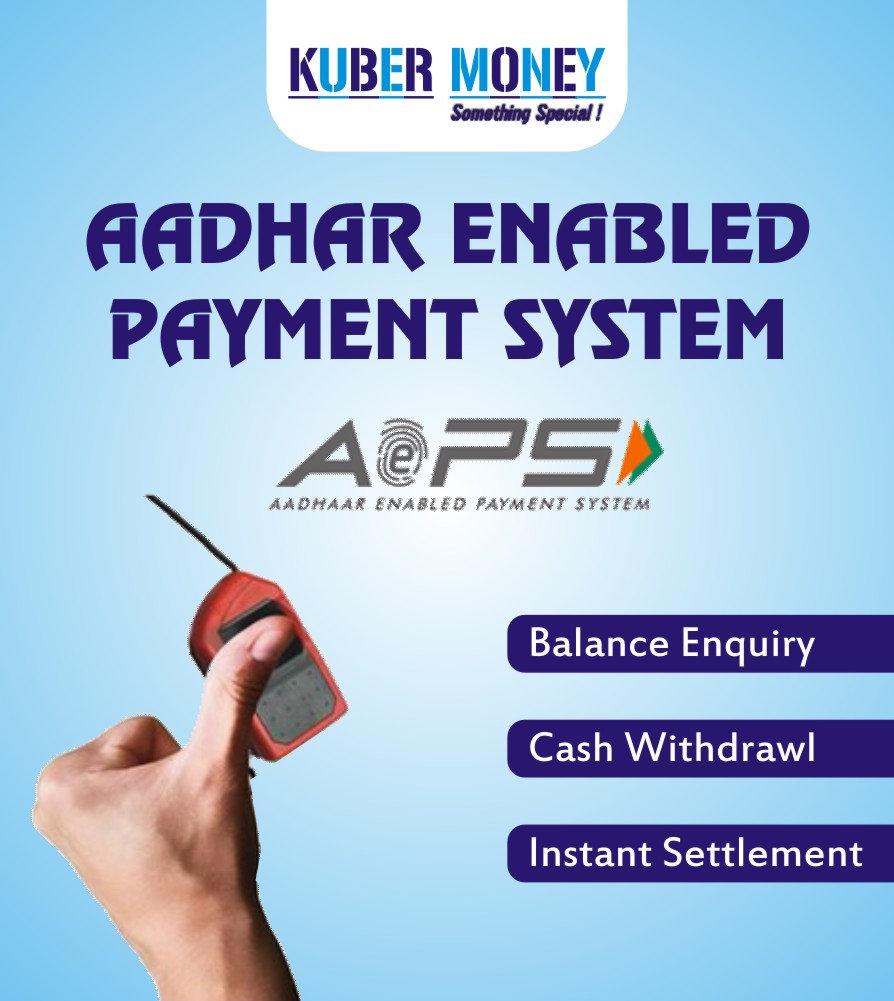 KUBER MONEY
Something Special !
AADHAR ENABLED
PAYMENT SYSTEM
AePS
AADHAAR ENABLED PAYMENT SYSTEM
Balance Enquiry
Cash Withdrawl
Instant Settlement